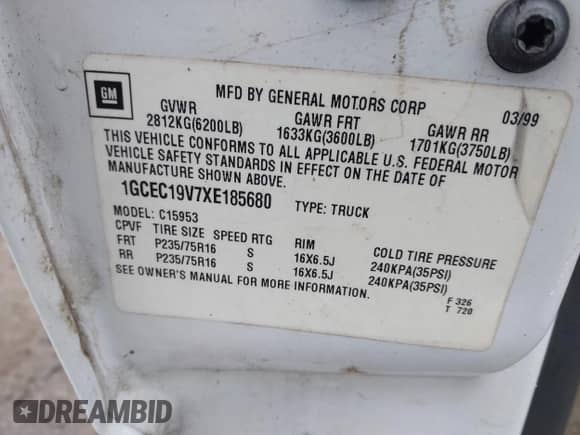 GM
MFD BY GENERAL MOTORS CORP 03/99
GVWR GAWR FRT GAWR RR
2812KG(6200LB) 1633KG(3600LB) 1701KG(3750LB)
THIS VEHICLE CONFORMS TO ALL APPLICABLE U.S. FEDERAL MOTOR
VEHICLE SAFETY STANDARDS IN EFFECT ON THE DATE OF
MANUFACTURE SHOWN ABOVE.
1GCEC19V7XE185680 TYPE: TRUCK
MODEL: C15953
CPVF TIRE SIZE SPEED RTG RIM COLD TIRE PRESSURE
FRT P235/75R16 S 16X6.5J 240KPA(35PSI)
RR P235/75R16 S 16X6.5J 240KPA(35PSI)
SEE OWNER'S MANUAL FOR MORE INFORMATION.
F 326
T 720
DREAMBID